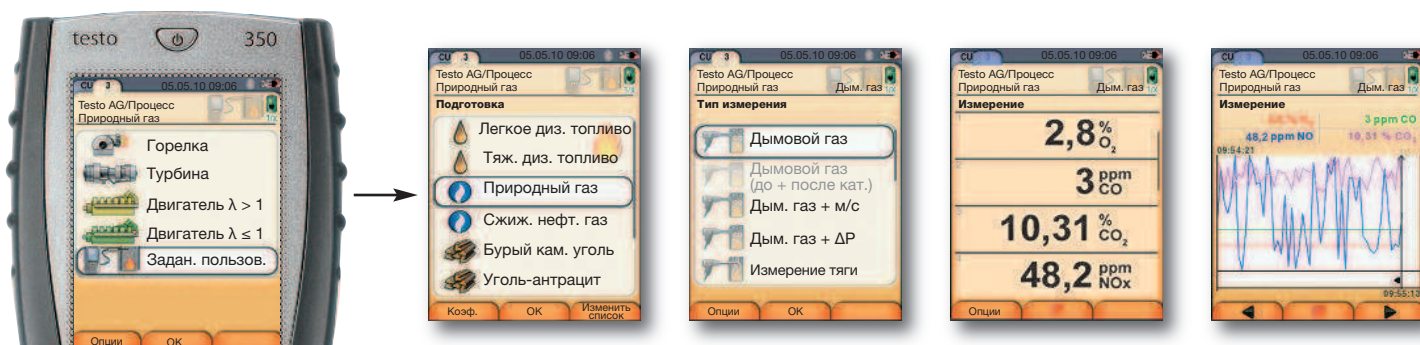 testo 350
CU 3 05.05.10 09:06
Testo AG/Процесс
Природный газ
Горелка
Турбина
Двигатель λ > 1
Двигатель λ ≤ 1
Задан. пользов.
Опции OK
CU 3 05.05.10 09:06
Testo AG/Процесс
Природный газ
Подготовка
Легкое диз. топливо
Тяж. диз. топливо
Природный газ
Сжиж. нефт. газ
Бурый кам. уголь
Уголь-антрацит
Коэф. OK Изменить
список
CU 3 05.05.10 09:06
Testo AG/Процесс
Природный газ Дым. газ
Тип измерения
Дымовой газ
Дымовой газ
(до + после кат.)
Дым. газ + м/с
Дым. газ + ΔP
Измерение тяги
Опции OK
CU 05.05.10 09:06
Testo AG/Процесс
Природный газ Дым. газ
Измерение
2,8 % O₂
3 ppm CO
10,31 % CO₂
48,2 ppm NOx
Опции
CU 05.05.10 09:06
Testo AG/Процесс
Природный газ Дым. газ
Измерение
3 ppm CO
48,2 ppm NO 10,31 % CO₂
09:54:21
09:55:13